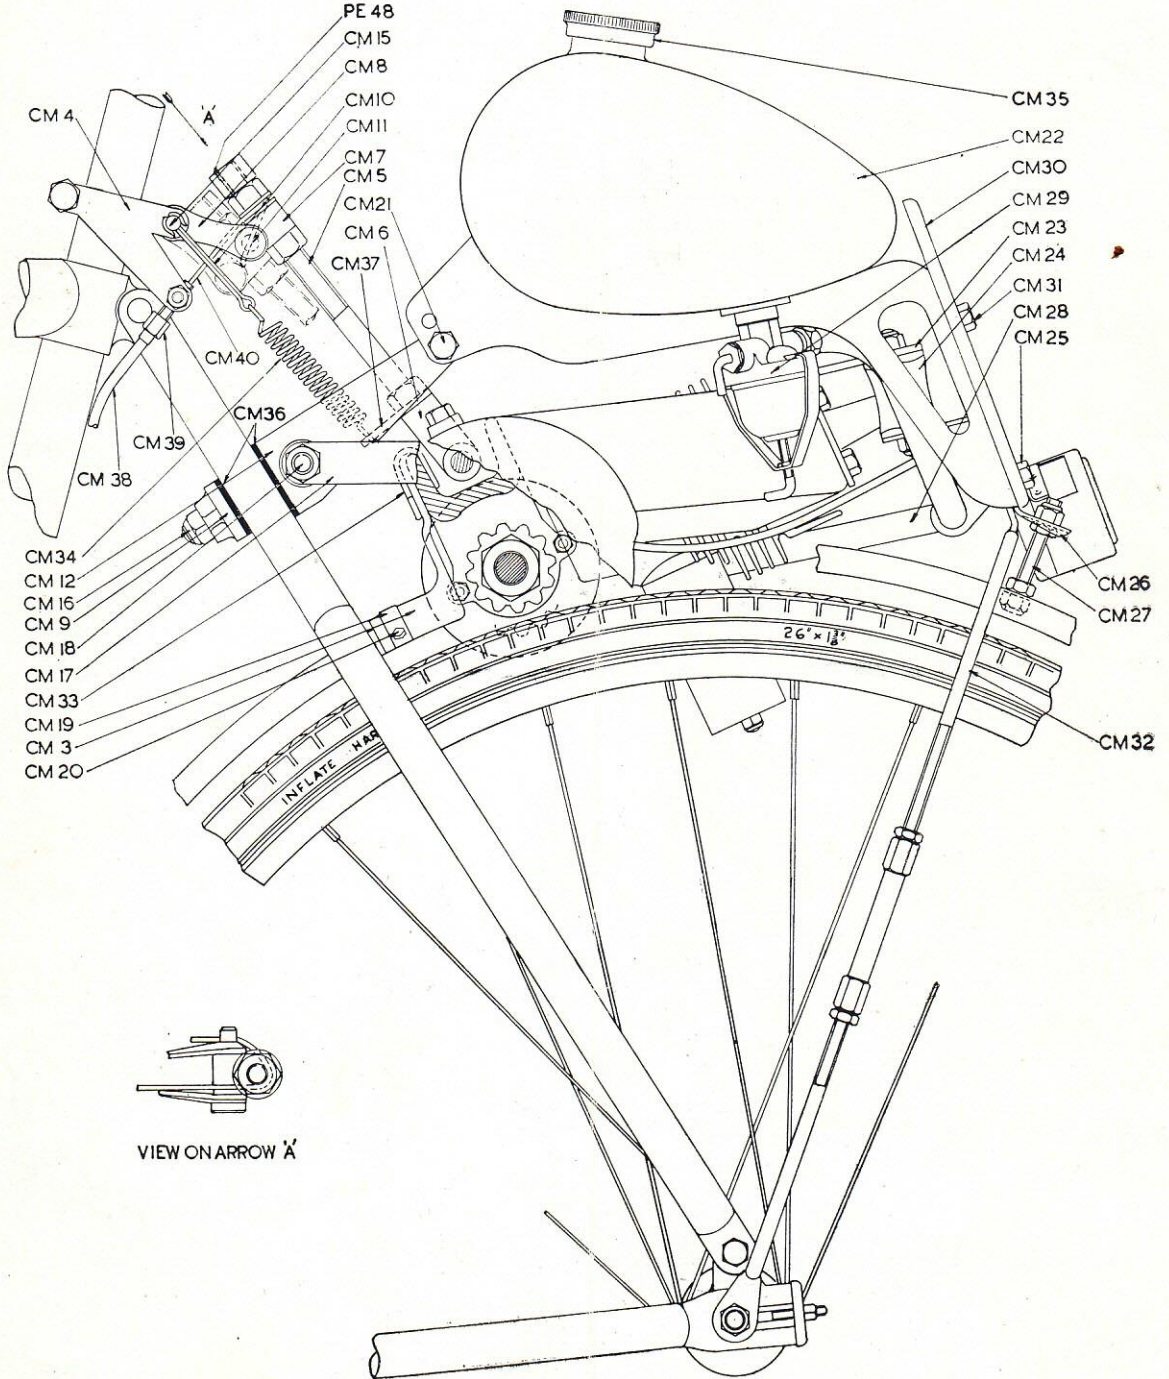 PE 48
CM 15
CM 8
CM 10
CM 11
CM 7
CM 5
CM 21
CM 6
CM 37
CM 4
'A'
CM 35
CM 22
CM 30
CM 29
CM 23
CM 24
CM 31
CM 28
CM 25
CM 40
CM 36
CM 39
CM 38
CM 34
CM 12
CM 16
CM 9
CM 18
CM 17
CM 33
CM 19
CM 3
CM 20
CM 26
CM 27
CM 32
INFLATE HAR
VIEW ON ARROW 'A'